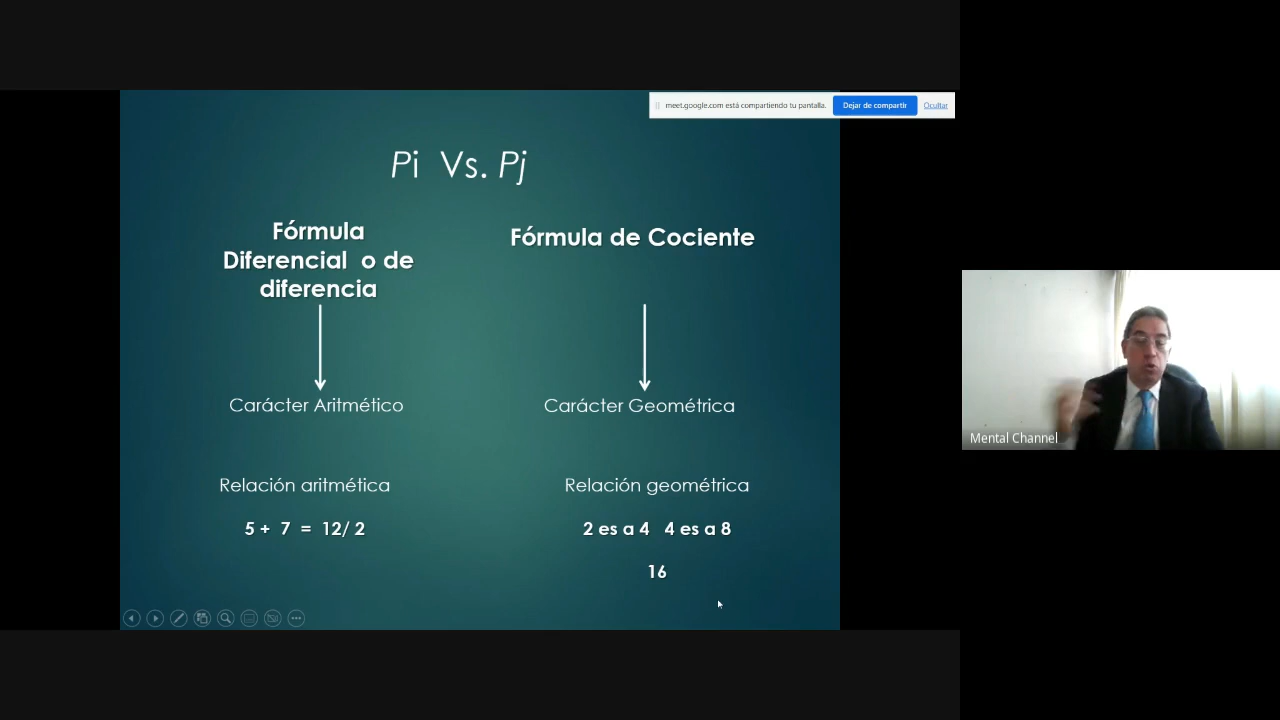 meet.google.com está compartiendo tu pantalla.
Dejar de compartir
Ocultar
Pi Vs. Pj
Fórmula
Diferencial o de
diferencia
Fórmula de Cociente
Carácter Aritmético
Carácter Geométrica
Relación aritmética
Relación geométrica
5 + 7 = 12/ 2
2 es a 4 4 es a 8
16
Mental Channel